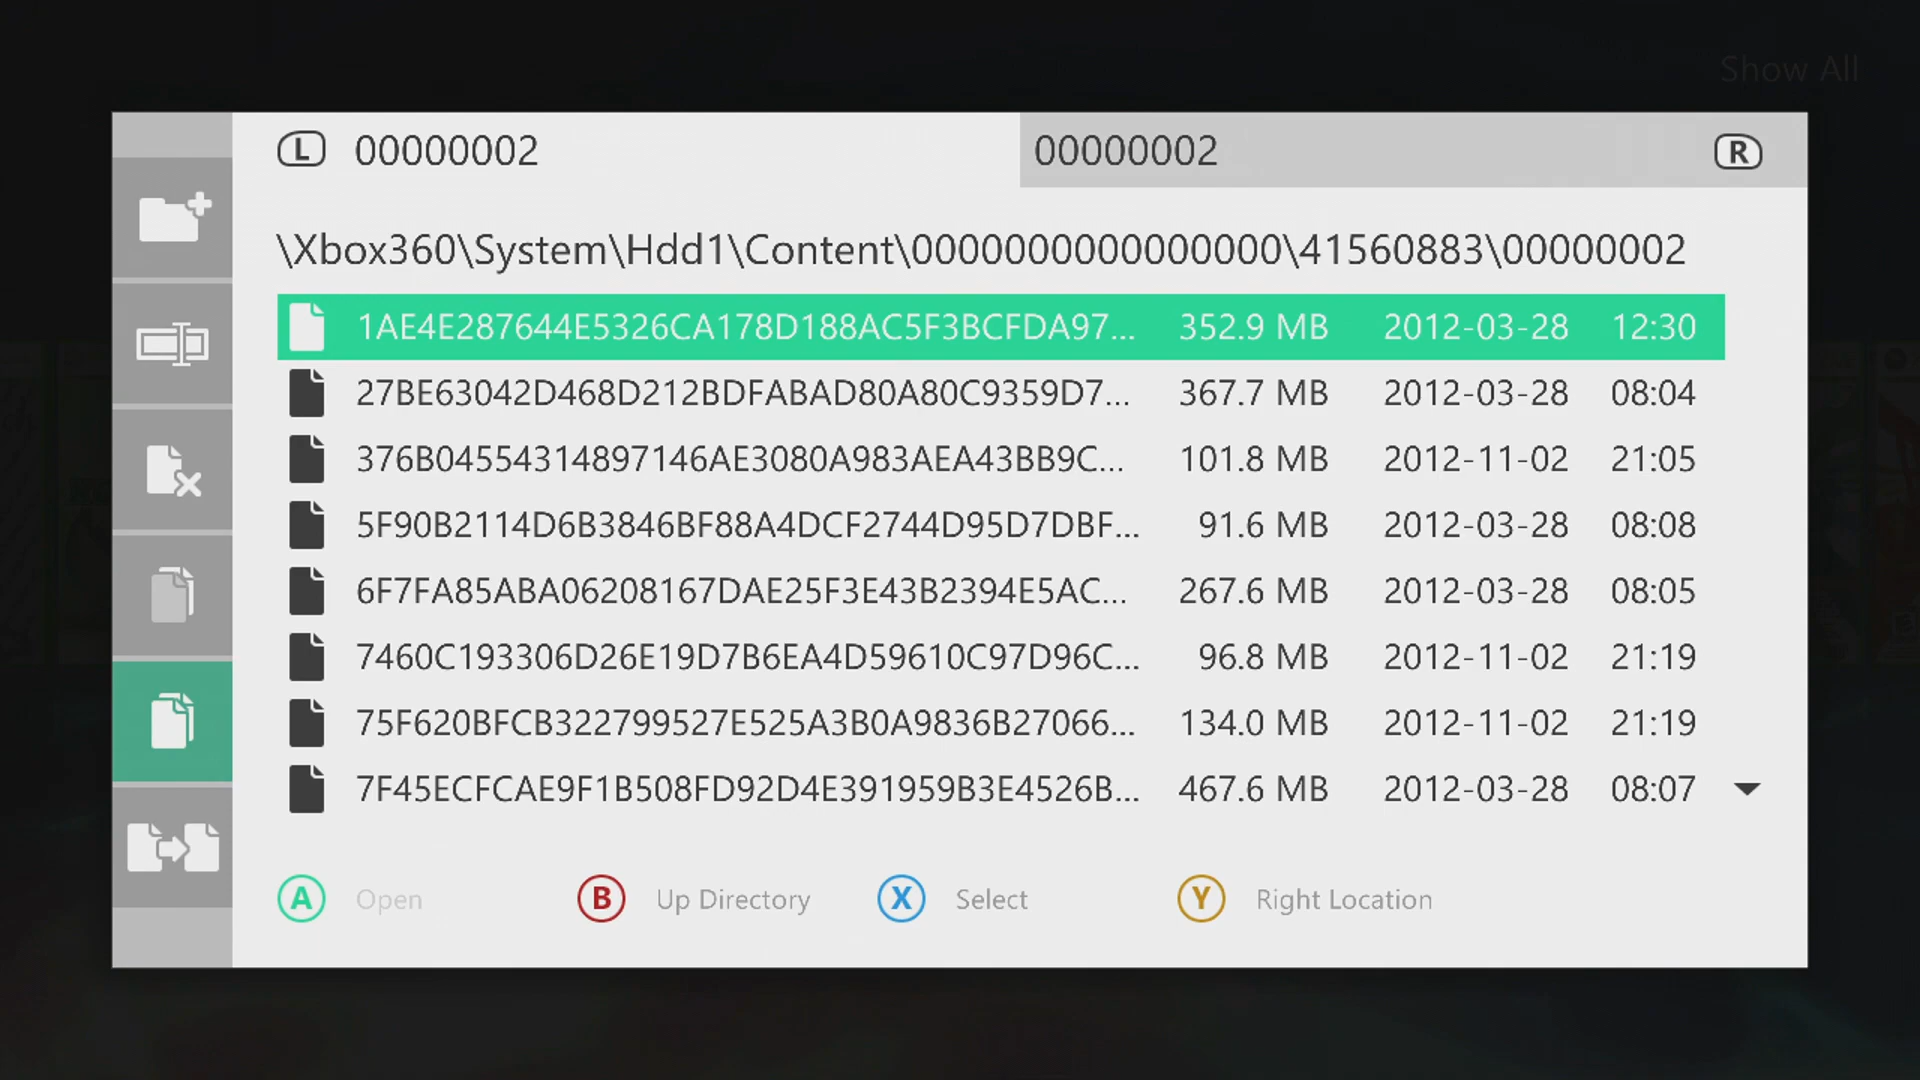 Show All
L 00000002
00000002 R
\Xbox360\System\Hdd1\Content\0000000000000000\41560883\00000002
1AE4E287644E5326CA178D188AC5F3BCFDA97... 352.9 MB 2012-03-28 12:30
27BE63042D468D212BDFABAD80A80C9359D7... 367.7 MB 2012-03-28 08:04
376B04554314897146AE3080A983AEA43BB9C... 101.8 MB 2012-11-02 21:05
5F90B2114D6B3846BF88A4DCF2744D95D7DBF... 91.6 MB 2012-03-28 08:08
6F7FA85ABA06208167DAE25F3E43B2394E5AC... 267.6 MB 2012-03-28 08:05
7460C193306D26E19D7B6EA4D59610C97D96C... 96.8 MB 2012-11-02 21:19
75F620BFCB322799527E525A3B0A9836B27066... 134.0 MB 2012-11-02 21:19
7F45ECFCAE9F1B508FD92D4E391959B3E4526B... 467.6 MB 2012-03-28 08:07
A Open B Up Directory X Select Y Right Location